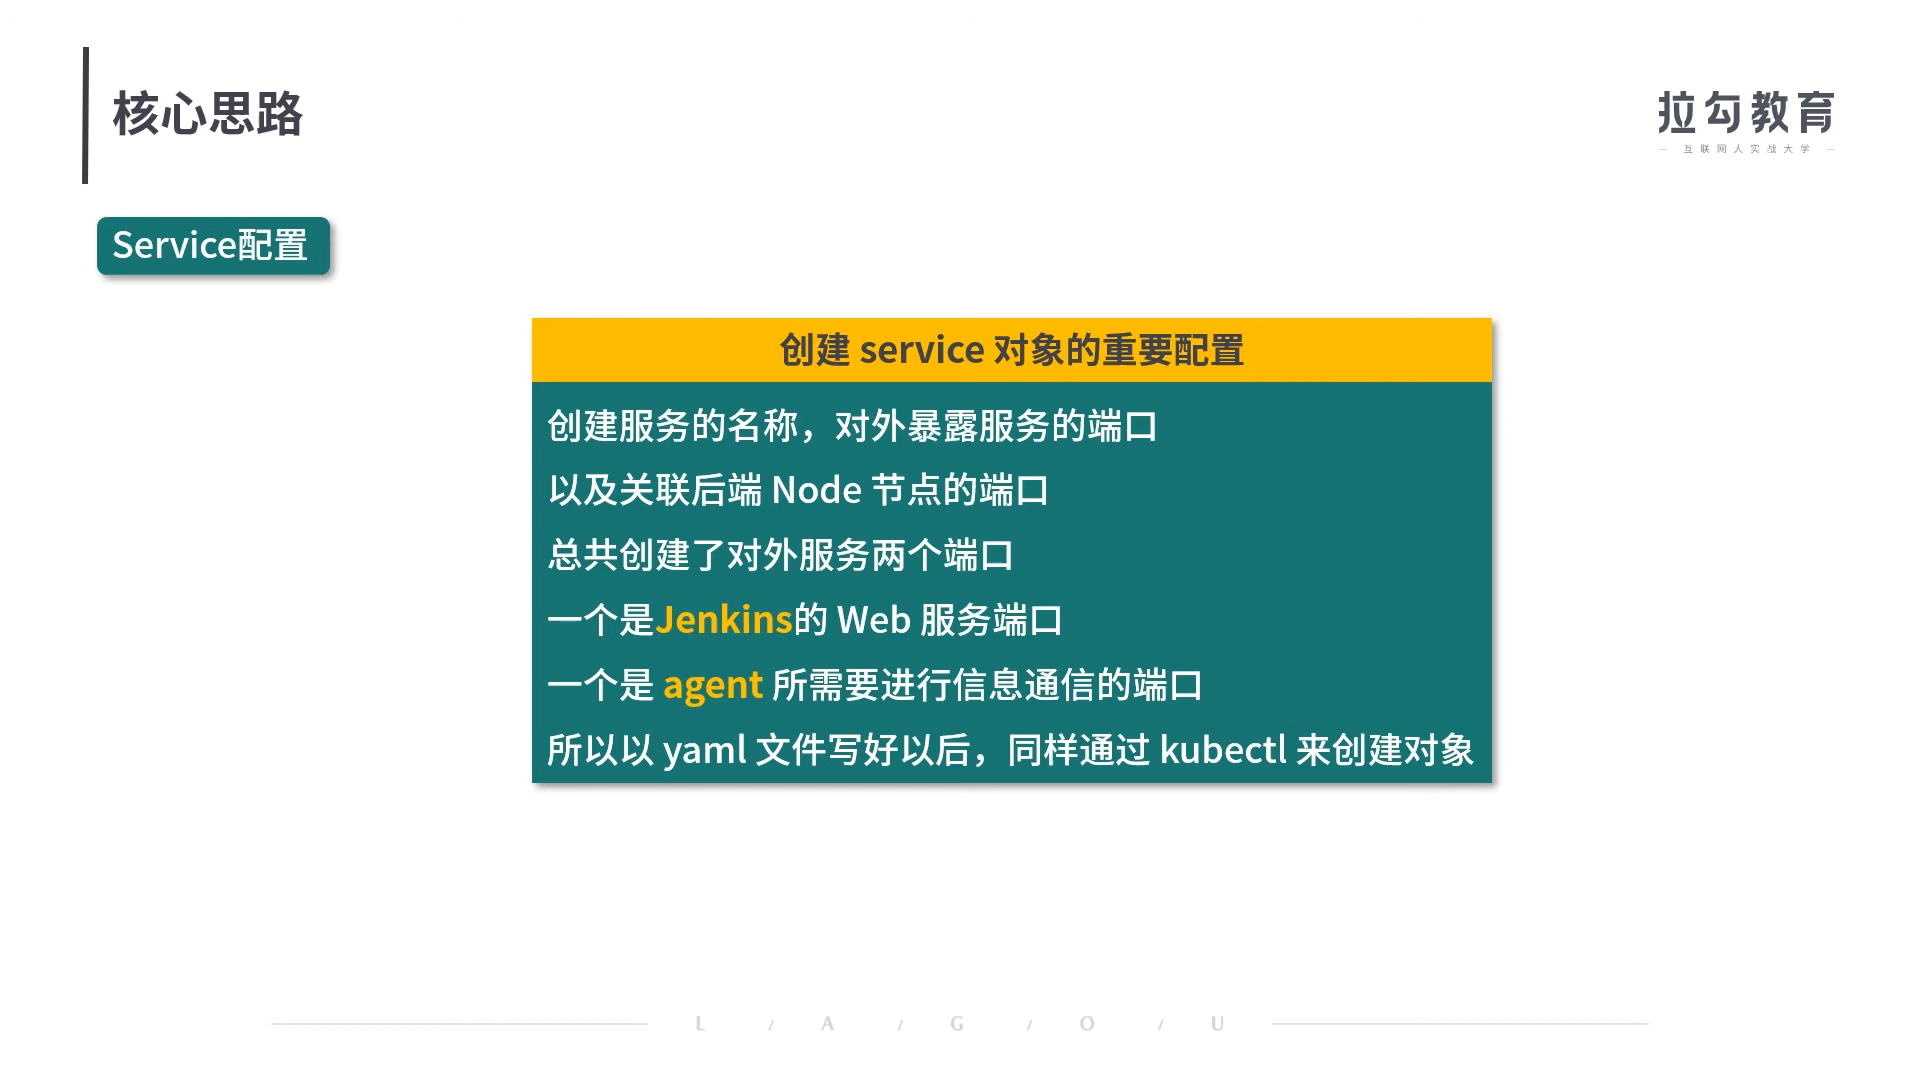 核心思路
拉勾教育
— 互联网人实战大学 —
Service配置
创建 service 对象的重要配置
创建服务的名称，对外暴露服务的端口
以及关联后端 Node 节点的端口
总共创建了对外服务两个端口
一个是Jenkins的 Web 服务端口
一个是 agent 所需要进行信息通信的端口
所以以 yaml 文件写好以后，同样通过 kubectl 来创建对象
L / A / G / O / U